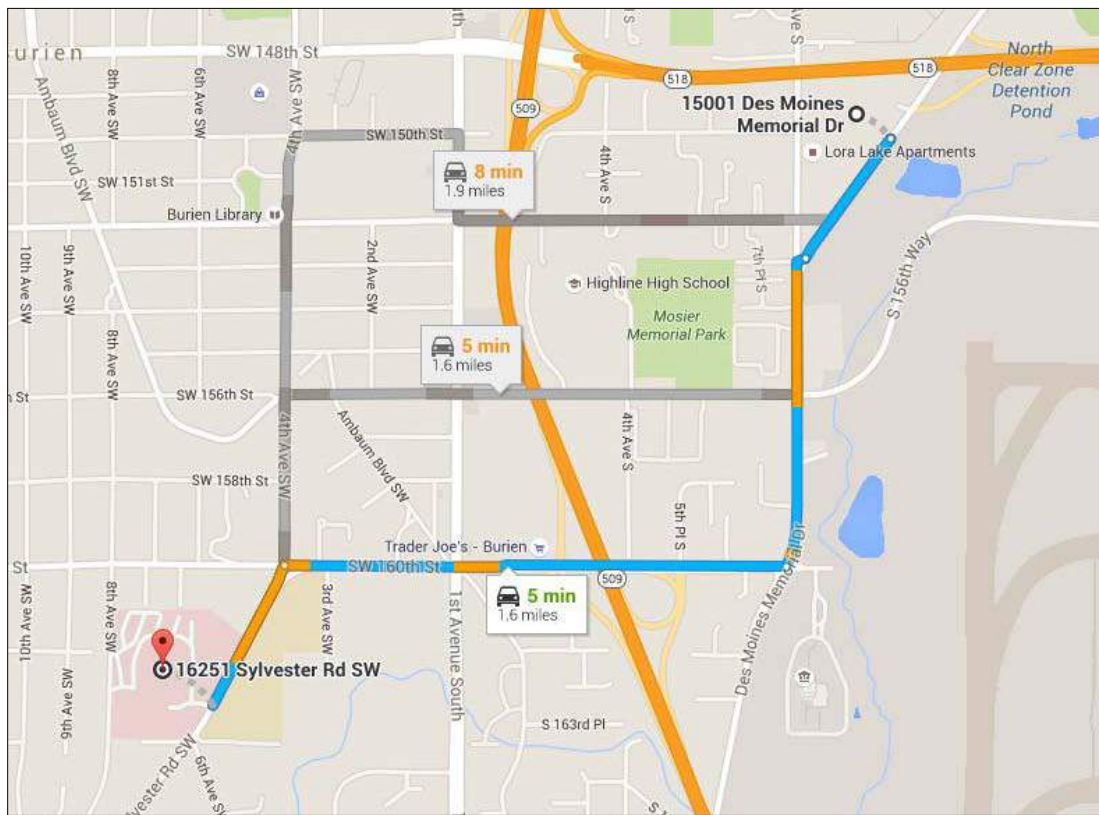 urien
SW 148th St
8th Ave SW
6th Ave SW
4th Ave SW
Ambaum Blvd SW
509
518
518
Ave S
North
Clear Zone
Detention
Pond
15001 Des Moines
Memorial Dr
Lora Lake Apartments
SW 150th St
8 min
1.9 miles
4th Ave S
SW 151st St
Burien Library
10th Ave SW
9th Ave SW
8th Ave SW
2nd Ave SW
7th Pl S
S 156th Way
Highline High School
Mosier
Memorial Park
5 min
1.6 miles
SW 156th St
St
4th Ave SW
Ambaum Blvd SW
4th Ave S
SW 158th St
5th Pl S
Trader Joe's - Burien
St
SW 160th St
509
5 min
1.6 miles
10th Ave SW
8th Ave SW
3rd Ave SW
1st Avenue South
Des Moines Memorial Dr
16251 Sylvester Rd SW
9th Ave SW
S 163rd Pl
6th Ave SW
lvester Rd SW
S 1